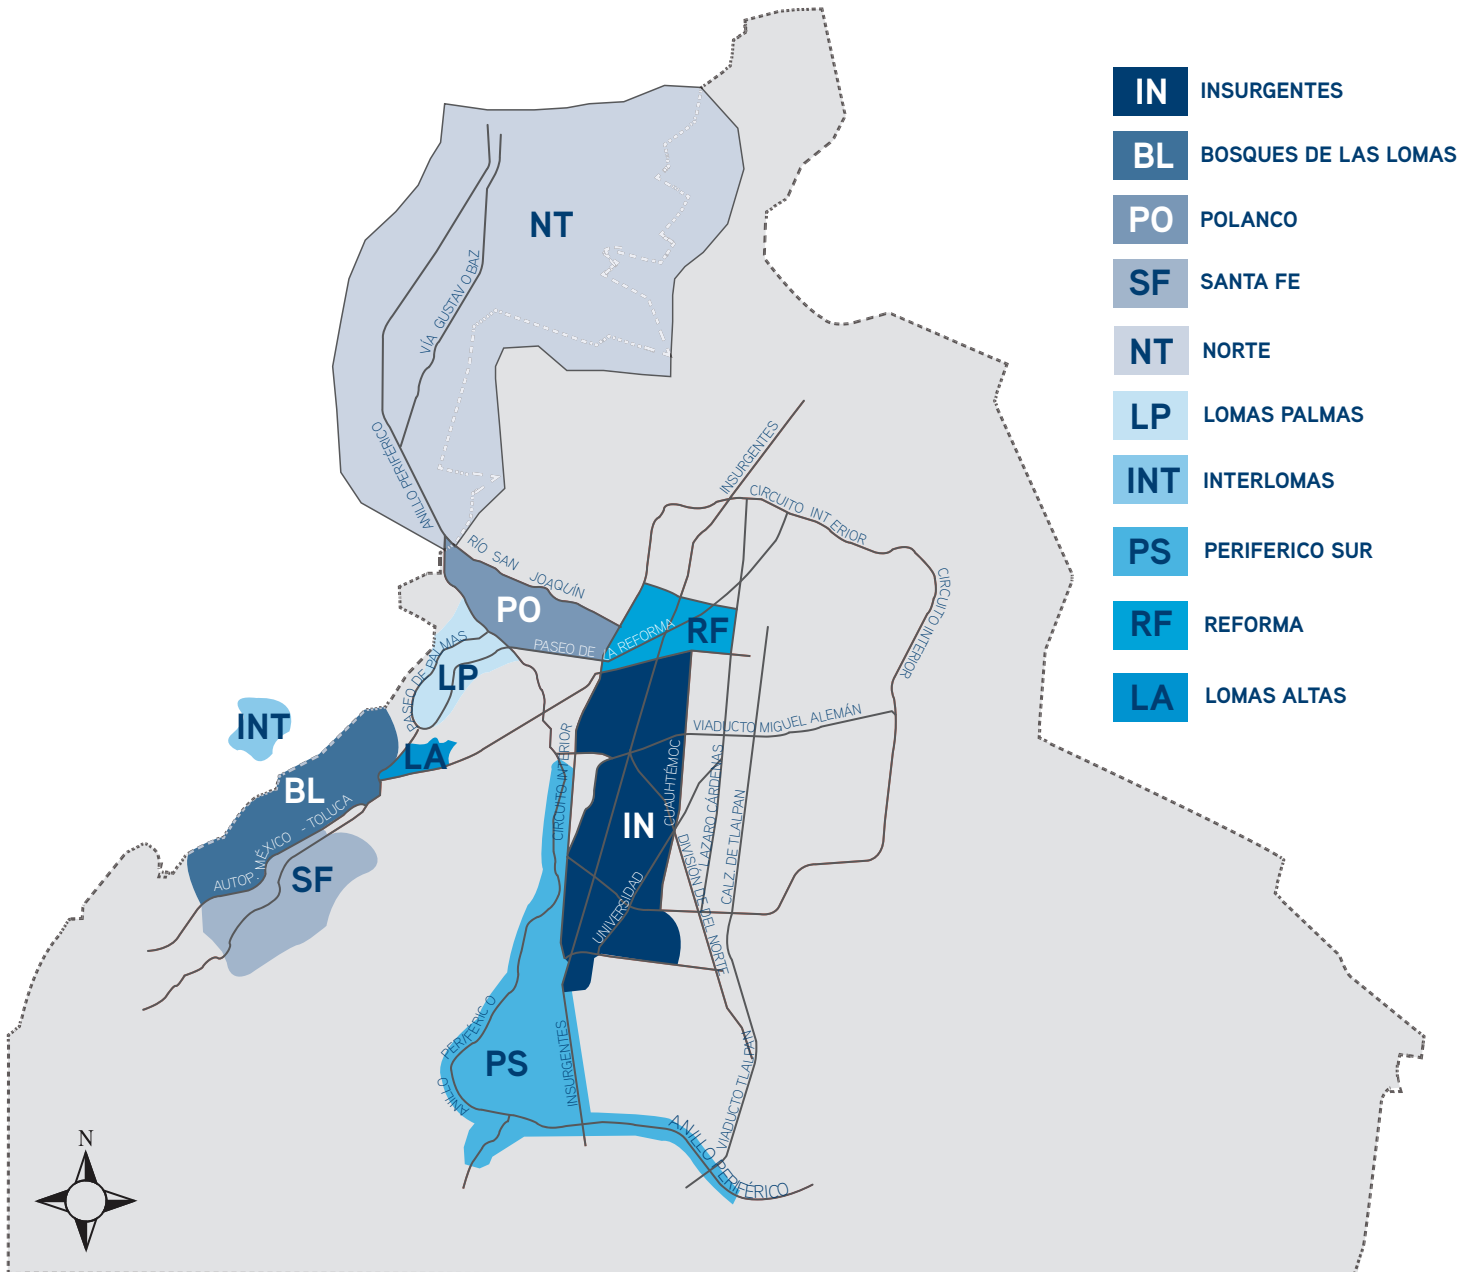 IN INSURGENTES
BL BOSQUES DE LAS LOMAS
PO POLANCO
SF SANTA FE
NT NORTE
LP LOMAS PALMAS
INT INTERLOMAS
PS PERIFERICO SUR
RF REFORMA
LA LOMAS ALTAS
NT
VÍA GUSTAVO BAZ
ANILLO PERIFÉRICO
INSURGENTES
CIRCUITO INTERIOR
RÍO SAN JOAQUÍN
CIRCUITO INTERIOR
PO
RF
PASEO DE LA REFORMA
PASEO DE PALMAS
LP
INT
LA
BL
VIADUCTO MIGUEL ALEMÁN
CIRCUITO INTERIOR
CUAUHTÉMOC
LAZARO CÁRDENAS
CALZ. DE TLALPAN
IN
AUTOP. MÉXICO - TOLUCA
SF
DIVISIÓN DE DEL NORTE
UNIVERSIDAD
ANILLO PERIFÉRICO
PS
INSURGENTES
VIADUCTO TLALPAN
ANILLO PERIFÉRICO
N